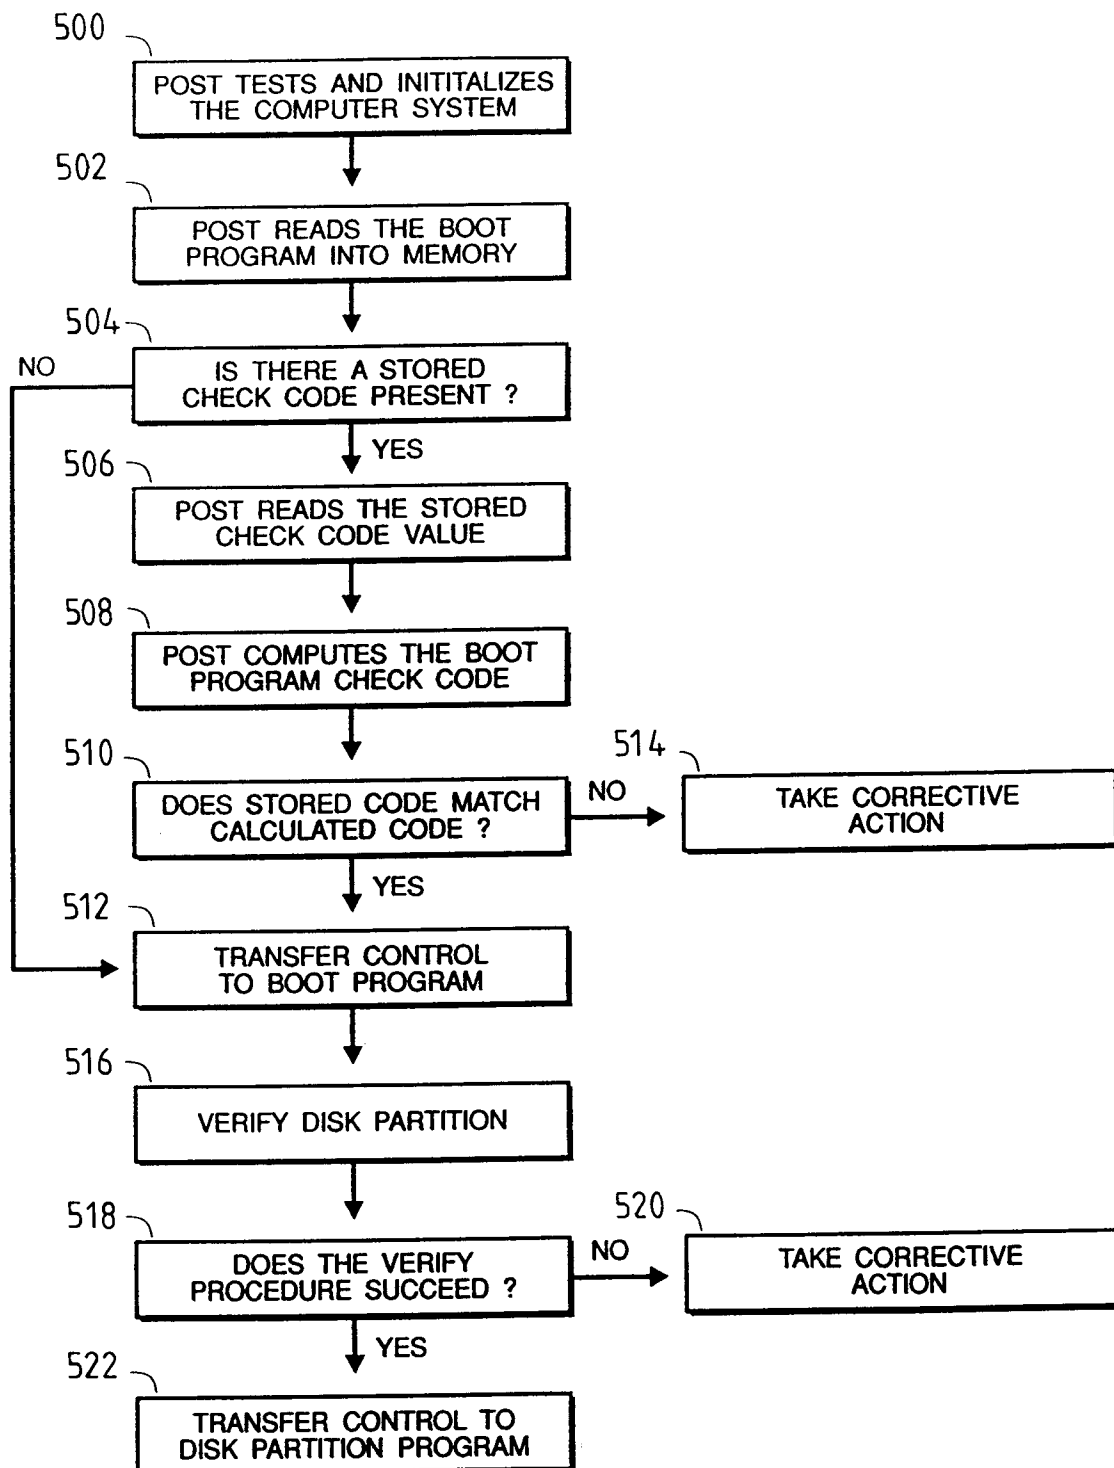 500
POST TESTS AND INITITALIZES
THE COMPUTER SYSTEM
502
POST READS THE BOOT
PROGRAM INTO MEMORY
504
NO
IS THERE A STORED
CHECK CODE PRESENT ?
YES
506
POST READS THE STORED
CHECK CODE VALUE
508
POST COMPUTES THE BOOT
PROGRAM CHECK CODE
510
DOES STORED CODE MATCH
CALCULATED CODE ?
NO
514
TAKE CORRECTIVE
ACTION
YES
512
TRANSFER CONTROL
TO BOOT PROGRAM
516
VERIFY DISK PARTITION
518
DOES THE VERIFY
PROCEDURE SUCCEED ?
NO
520
TAKE CORRECTIVE
ACTION
YES
522
TRANSFER CONTROL TO
DISK PARTITION PROGRAM